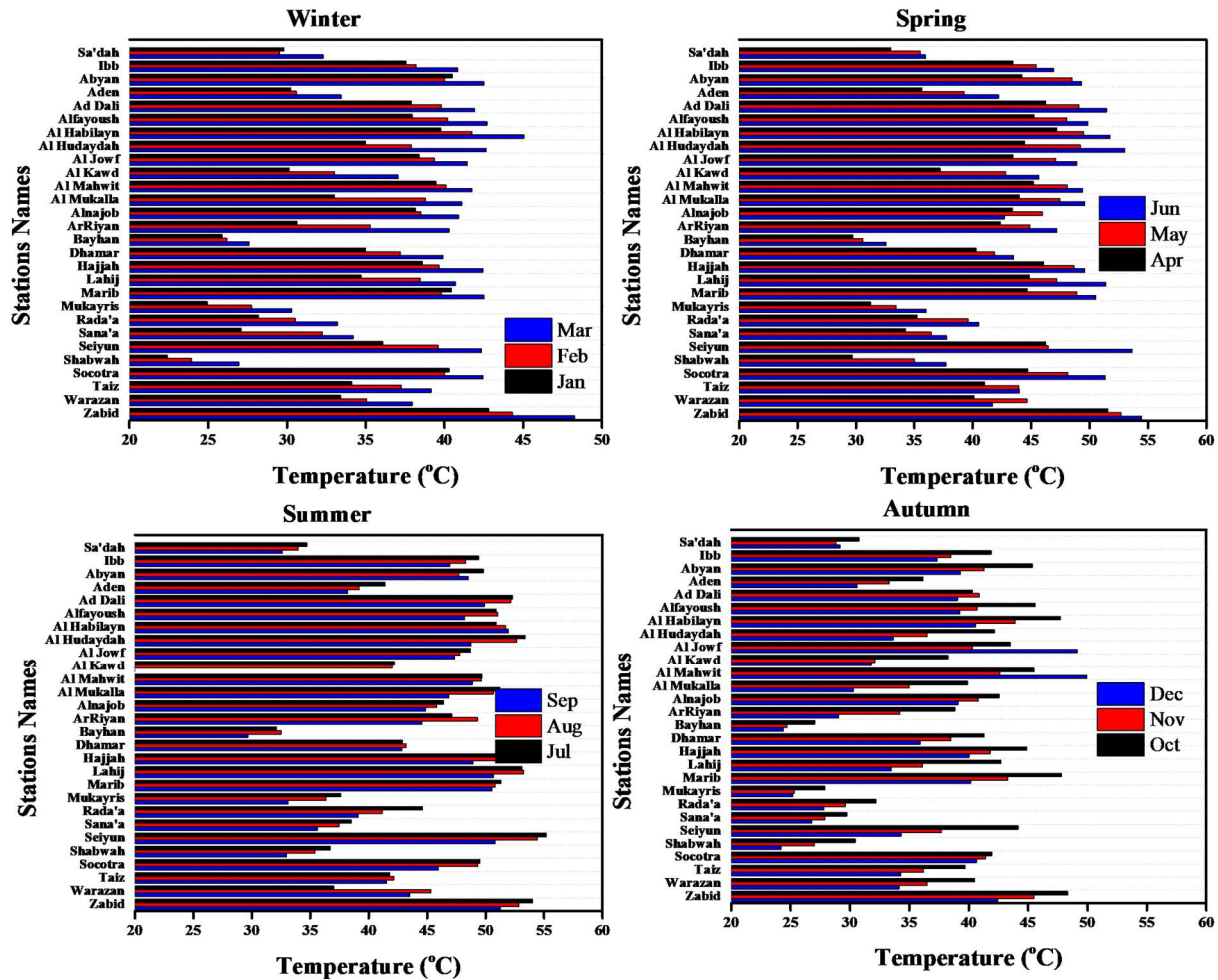 Winter
Stations Names
Sa'dah
Ibb
Abyan
Aden
Ad Dali
Alfayoush
Al Habilayn
Al Hudaydah
Al Jowf
Al Kawd
Al Mahwit
Al Mukalla
Alnajob
ArRiyan
Bayhan
Dhamar
Hajjah
Lahij
Marib
Mukayris
Rada'a
Sana'a
Seiyun
Shabwah
Socotra
Taiz
Warazan
Zabid
Mar
Feb
Jan
20 25 30 35 40 45 50
Temperature (°C)
Spring
Stations Names
Sa'dah
Ibb
Abyan
Aden
Ad Dali
Alfayoush
Al Habilayn
Al Hudaydah
Al Jowf
Al Kawd
Al Mahwit
Al Mukalla
Alnajob
ArRiyan
Bayhan
Dhamar
Hajjah
Lahij
Marib
Mukayris
Rada'a
Sana'a
Seiyun
Shabwah
Socotra
Taiz
Warazan
Zabid
Jun
May
Apr
20 25 30 35 40 45 50 55 60
Temperature (°C)
Summer
Stations Names
Sa'dah
Ibb
Abyan
Aden
Ad Dali
Alfayoush
Al Habilayn
Al Hudaydah
Al Jowf
Al Kawd
Al Mahwit
Al Mukalla
Alnajob
ArRiyan
Bayhan
Dhamar
Hajjah
Lahij
Marib
Mukayris
Rada'a
Sana'a
Seiyun
Shabwah
Socotra
Taiz
Warazan
Zabid
Sep
Aug
Jul
20 25 30 35 40 45 50 55 60
Temperature (°C)
Autumn
Stations Names
Sa'dah
Ibb
Abyan
Aden
Ad Dali
Alfayoush
Al Habilayn
Al Hudaydah
Al Jowf
Al Kawd
Al Mahwit
Al Mukalla
Alnajob
ArRiyan
Bayhan
Dhamar
Hajjah
Lahij
Marib
Mukayris
Rada'a
Sana'a
Seiyun
Shabwah
Socotra
Taiz
Warazan
Zabid
Dec
Nov
Oct
20 25 30 35 40 45 50 55 60
Temperature (°C)